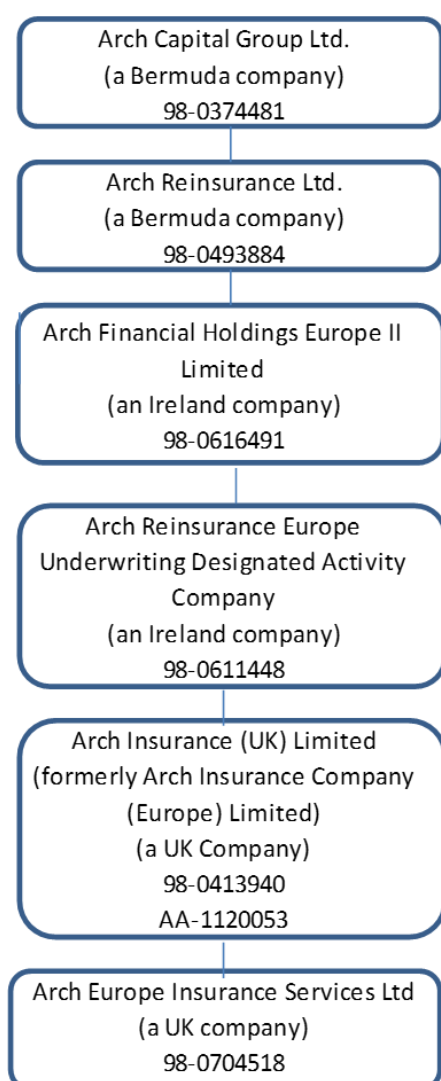 Arch Capital Group Ltd.
(a Bermuda company)
98-0374481
Arch Reinsurance Ltd.
(a Bermuda company)
98-0493884
Arch Financial Holdings Europe II
Limited
(an Ireland company)
98-0616491
Arch Reinsurance Europe
Underwriting Designated Activity
Company
(an Ireland company)
98-0611448
Arch Insurance (UK) Limited
(formerly Arch Insurance Company
(Europe) Limited)
(a UK Company)
98-0413940
AA-1120053
Arch Europe Insurance Services Ltd
(a UK company)
98-0704518